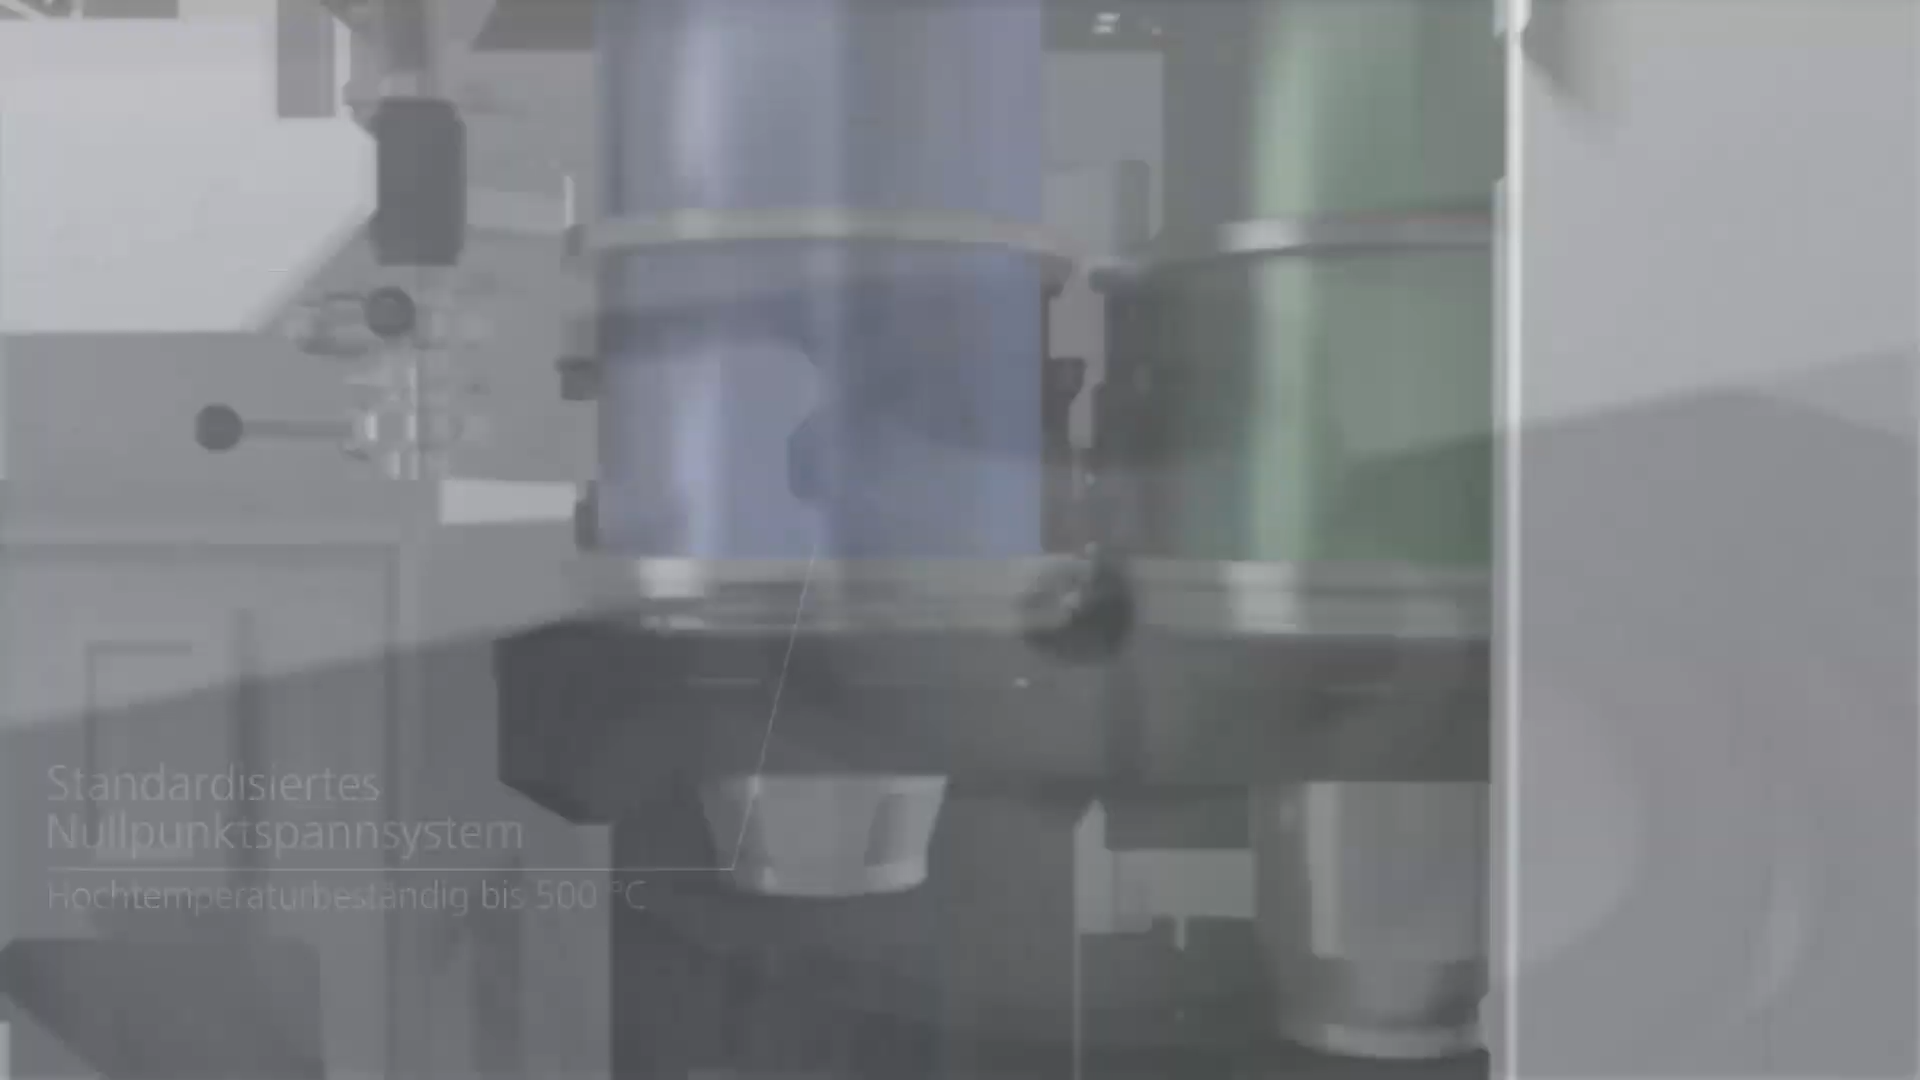 Standardisiertes
Nullpunktspannsystem
Hochtemperaturbeständig bis 500 °C